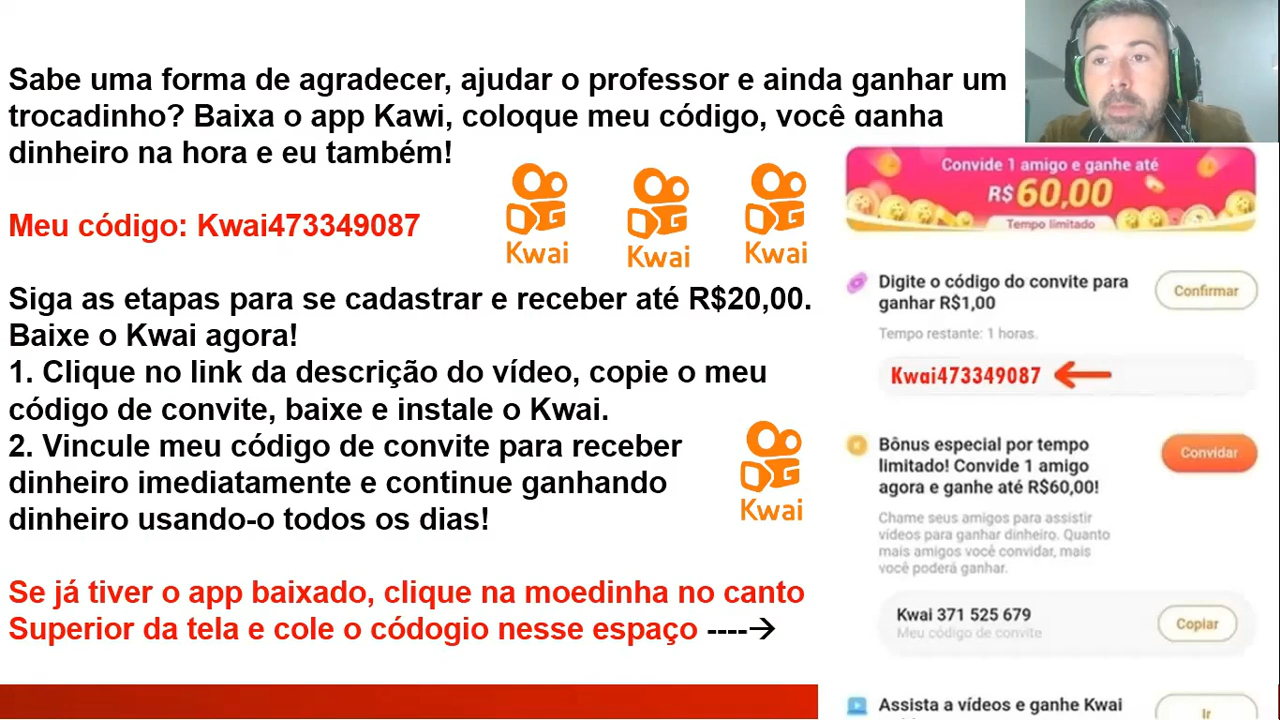 Sabe uma forma de agradecer, ajudar o professor e ainda ganhar um
trocadinho? Baixa o app Kawi, coloque meu código, você ganha
dinheiro na hora e eu também!
Kwai
Kwai
Kwai
Meu código: Kwai473349087
Siga as etapas para se cadastrar e receber até R$20,00.
Baixe o Kwai agora!
1. Clique no link da descrição do vídeo, copie o meu
código de convite, baixe e instale o Kwai.
2. Vincule meu código de convite para receber
dinheiro imediatamente e continue ganhando
dinheiro usando-o todos os dias!
Kwai
Se já tiver o app baixado, clique na moedinha no canto
Superior da tela e cole o códogio nesse espaço ----→
Convide 1 amigo e ganhe até
R$60,00
Tempo limitado
Digite o código do convite para
ganhar R$1,00
Confirmar
Tempo restante: 1 horas.
Kwai473349087
Bônus especial por tempo
limitado! Convide 1 amigo
agora e ganhe até R$60,00!
Convidar
Chame seus amigos para assistir
vídeos para ganhar dinheiro. Quanto
mais amigos você convidar, mais
você poderá ganhar.
Kwai 371 525 679
Meu código de convite
Copiar
Assista a vídeos e ganhe Kwai
Ir